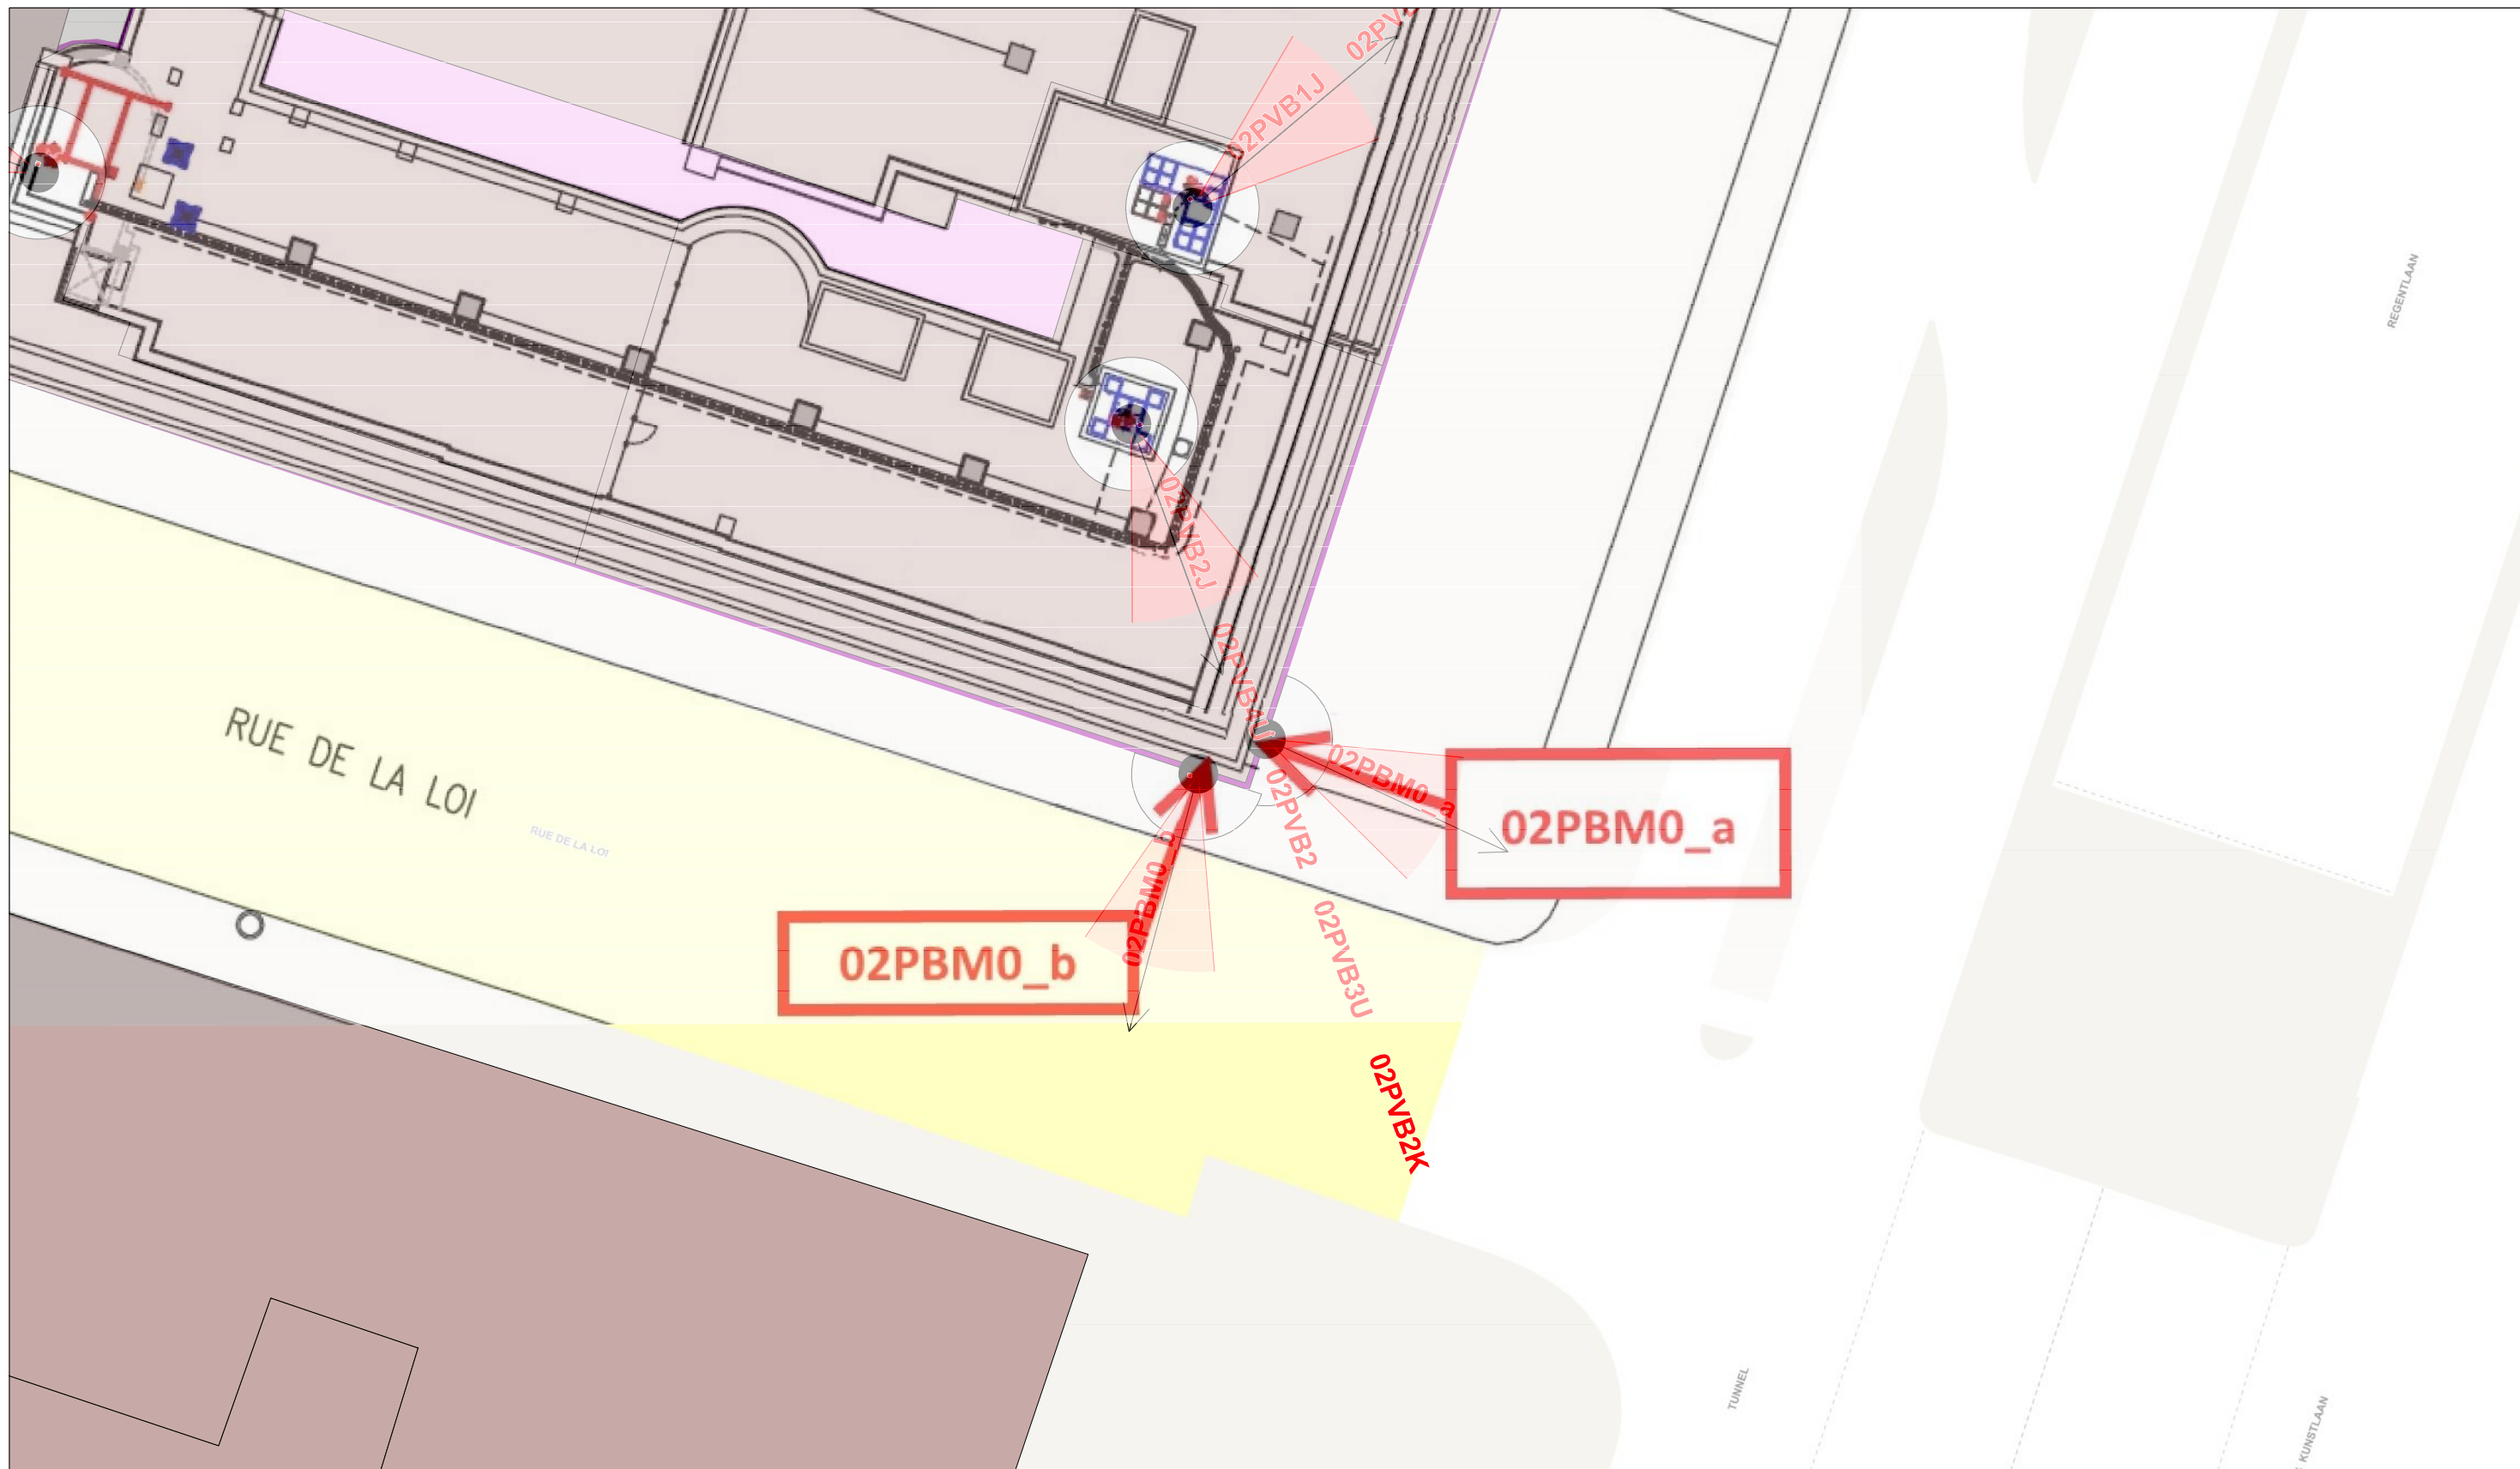 02PV
02PVB1J
REGENTLAAN
02PVB2J
02PVB4U
RUE DE LA LOI
RUE DE LA LOI
02PBM0_a
02PBM0_a
02PVB2
02PBM0_b
02PBM0_b
02PVB3U
02PVB2K
TUNNEL
KUNSTLAAN